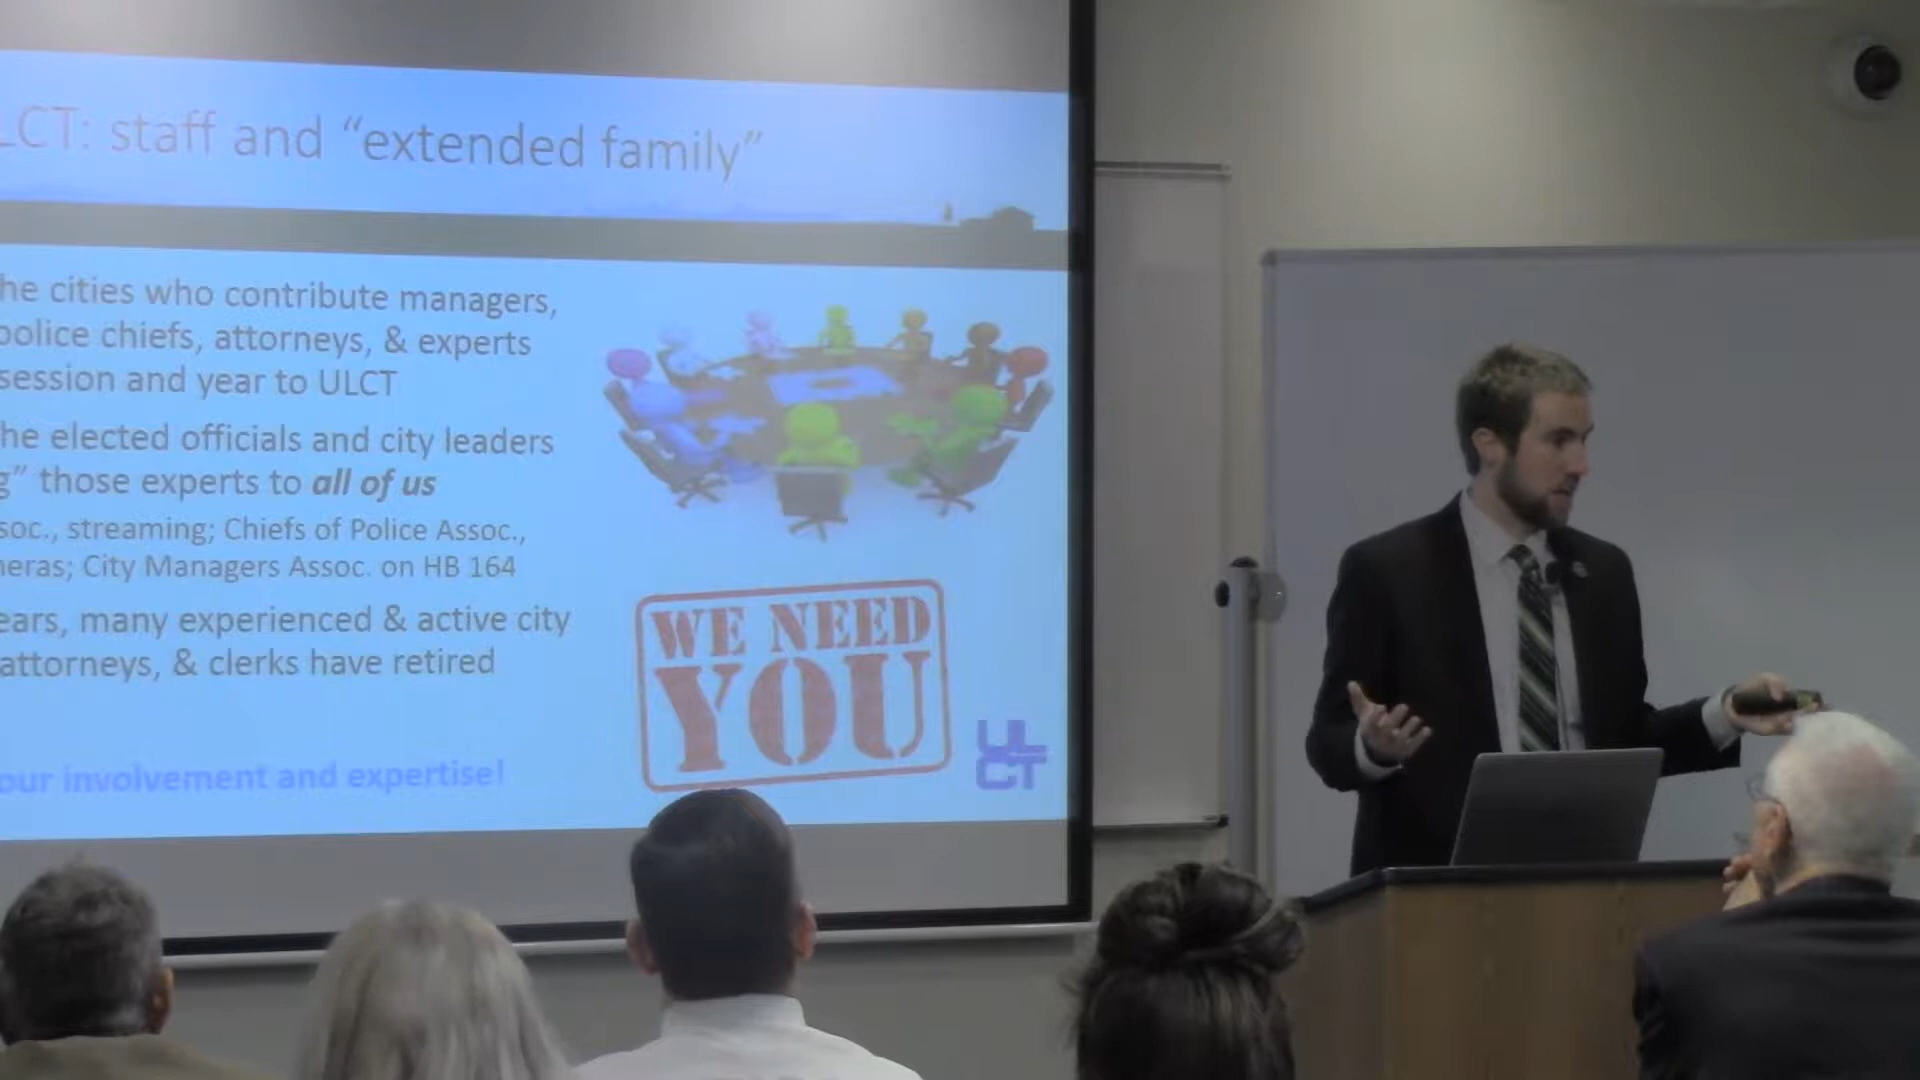 LCT: staff and “extended family”
he cities who contribute managers,
police chiefs, attorneys, & experts
session and year to ULCT
he elected officials and city leaders
g” those experts to all of us
soc., streaming; Chiefs of Police Assoc.,
neras; City Managers Assoc. on HB 164
ears, many experienced & active city
attorneys, & clerks have retired
our involvement and expertise!
WE NEED
YOU
UL
CT